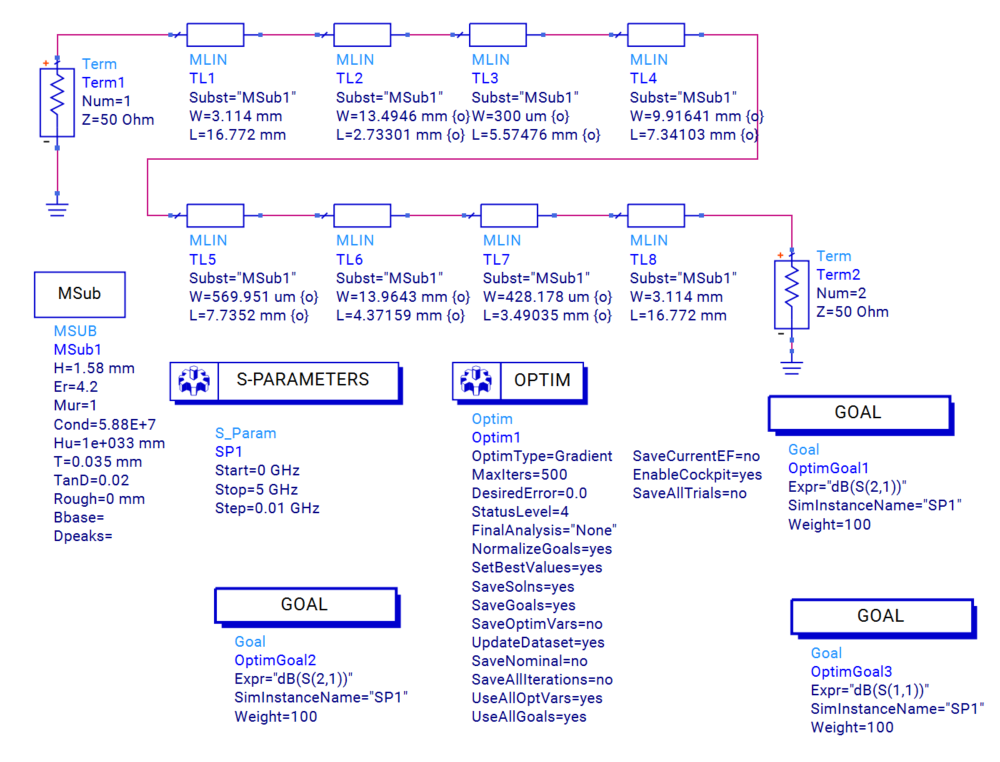 Term
Term1
Num=1
Z=50 Ohm
MLIN
TL1
Subst="MSub1"
W=3.114 mm
L=16.772 mm
MLIN
TL2
Subst="MSub1"
W=13.4946 mm {o}
L=2.73301 mm {o}
MLIN
TL3
Subst="MSub1"
W=300 um {o}
L=5.57476 mm {o}
MLIN
TL4
Subst="MSub1"
W=9.91641 mm {o}
L=7.34103 mm {o}
MLIN
TL5
Subst="MSub1"
W=569.951 um {o}
L=7.7352 mm {o}
MLIN
TL6
Subst="MSub1"
W=13.9643 mm {o}
L=4.37159 mm {o}
MLIN
TL7
Subst="MSub1"
W=428.178 um {o}
L=3.49035 mm {o}
MLIN
TL8
Subst="MSub1"
W=3.114 mm
L=16.772 mm
Term
Term2
Num=2
Z=50 Ohm
MSub
MSUB
MSub1
H=1.58 mm
Er=4.2
Mur=1
Cond=5.88E+7
Hu=1e+033 mm
T=0.035 mm
TanD=0.02
Rough=0 mm
Bbase=
Dpeaks=
S-PARAMETERS
S_Param
SP1
Start=0 GHz
Stop=5 GHz
Step=0.01 GHz
OPTIM
Optim
Optim1
OptimType=Gradient
MaxIters=500
DesiredError=0.0
StatusLevel=4
FinalAnalysis="None"
NormalizeGoals=yes
SetBestValues=yes
SaveSolns=yes
SaveGoals=yes
SaveOptimVars=no
UpdateDataset=yes
SaveNominal=no
SaveAllIterations=no
UseAllOptVars=yes
UseAllGoals=yes
SaveCurrentEF=no
EnableCockpit=yes
SaveAllTrials=no
GOAL
Goal
OptimGoal1
Expr="dB(S(2,1))"
SimInstanceName="SP1"
Weight=100
GOAL
Goal
OptimGoal2
Expr="dB(S(2,1))"
SimInstanceName="SP1"
Weight=100
GOAL
Goal
OptimGoal3
Expr="dB(S(1,1))"
SimInstanceName="SP1"
Weight=100